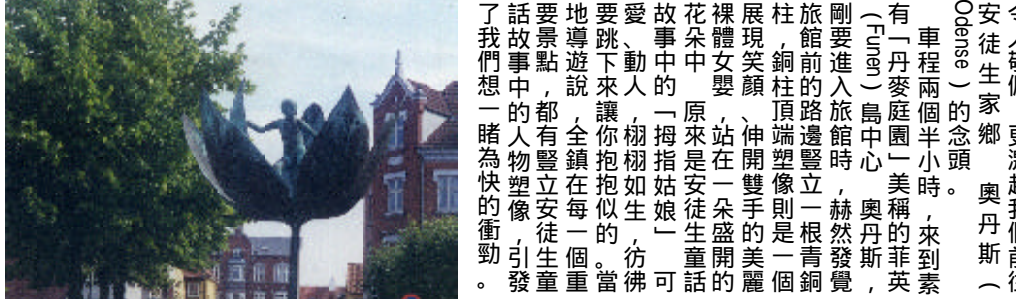 安徒生家鄉 奧丹斯(
Odense)的念頭。
車程兩個半小時,來到素
有「丹麥庭園」美稱的菲英
(Funen)島中心 奧丹斯,
剛要進入旅館時,赫然發覺
旅館前的路邊豎立一根青銅
柱,銅柱頂端塑像則是一個
展現笑顏、伸開雙手的美麗
裸體女嬰,站在一朵盛開的
花朵中 原來是安徒生童話
故事中的「拇指姑娘」 可
愛、動人,栩栩如生,彷彿
要跳下來讓你抱抱似的。當
地導遊說,全鎮在每一個重
要景點,都有豎立安徒生童
話故事中的人物塑像,引發
了我們想一睹為快的衝勁。